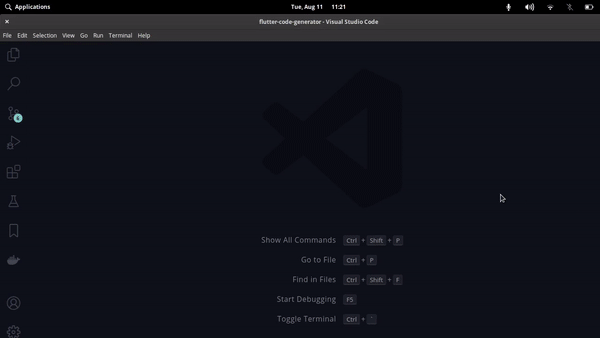 Applications
Tue, Aug 11 11:21
flutter-code-generator - Visual Studio Code
File Edit Selection View Go Run Terminal Help
6
Show All Commands Ctrl + Shift + P
Go to File Ctrl + P
Find in Files Ctrl + Shift + F
Start Debugging F5
Toggle Terminal Ctrl + `